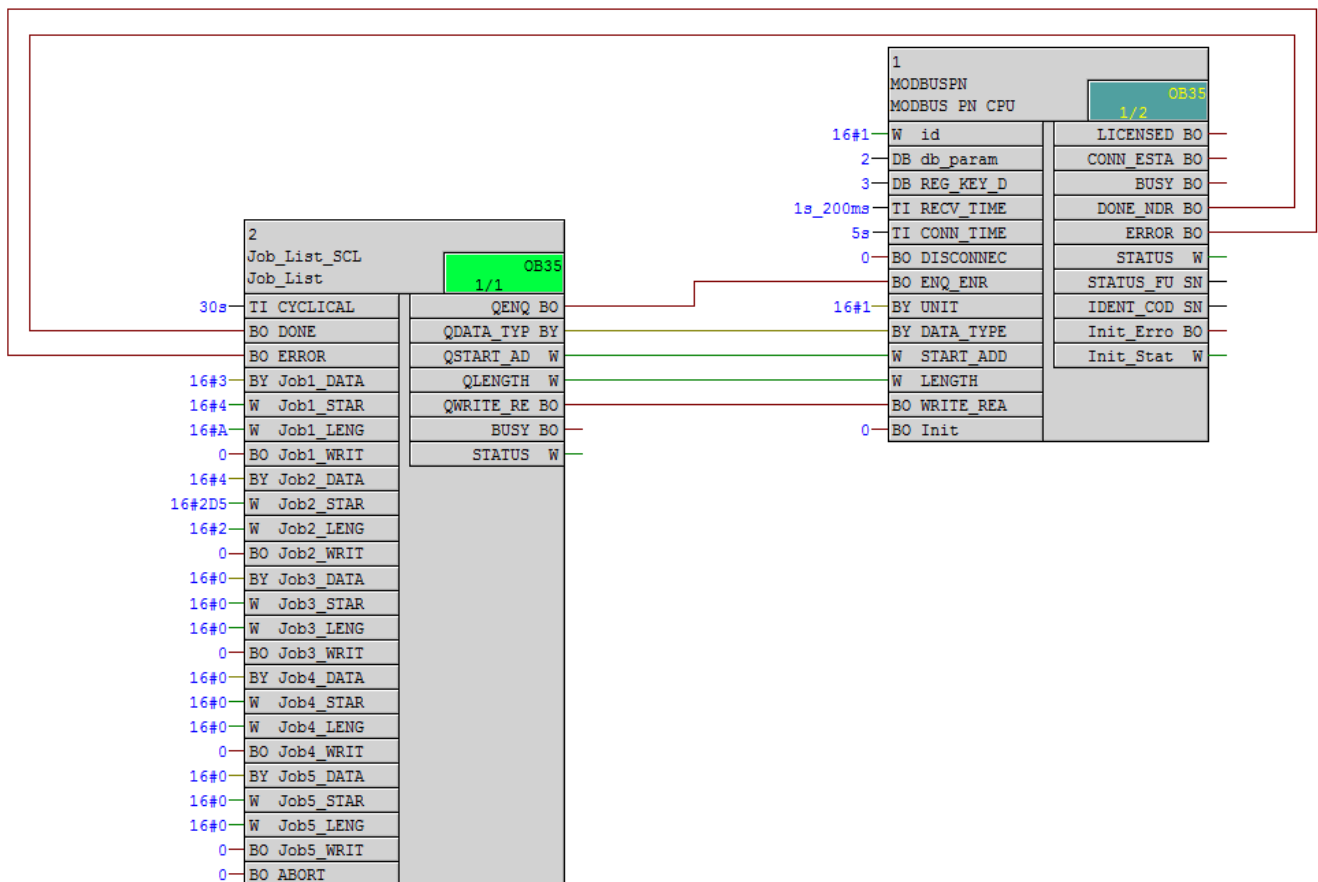 1
MODBUSPN
MODBUS PN CPU
OB35
1/2
16#1 W id LICENSED BO
2 DB db_param CONN_ESTA BO
3 DB REG_KEY_D BUSY BO
1s_200ms TI RECV_TIME DONE_NDR BO
5s TI CONN_TIME ERROR BO
0 BO DISCONNEC STATUS W
BO ENQ_ENR STATUS_FU SN
16#1 BY UNIT IDENT_COD SN
BY DATA_TYPE Init_Erro BO
W START_ADD Init_Stat W
W LENGTH
BO WRITE_REA
0 BO Init
2
Job_List_SCL
Job_List
OB35
1/1
30s TI CYCLICAL QENQ BO
BO DONE QDATA_TYP BY
BO ERROR QSTART_AD W
16#3 BY Job1_DATA QLENGTH W
16#4 W Job1_STAR QWRITE_RE BO
16#A W Job1_LENG BUSY BO
0 BO Job1_WRIT STATUS W
16#4 BY Job2_DATA
16#2D5 W Job2_STAR
16#2 W Job2_LENG
0 BO Job2_WRIT
16#0 BY Job3_DATA
16#0 W Job3_STAR
16#0 W Job3_LENG
0 BO Job3_WRIT
16#0 BY Job4_DATA
16#0 W Job4_STAR
16#0 W Job4_LENG
0 BO Job4_WRIT
16#0 BY Job5_DATA
16#0 W Job5_STAR
16#0 W Job5_LENG
0 BO Job5_WRIT
0 BO ABORT